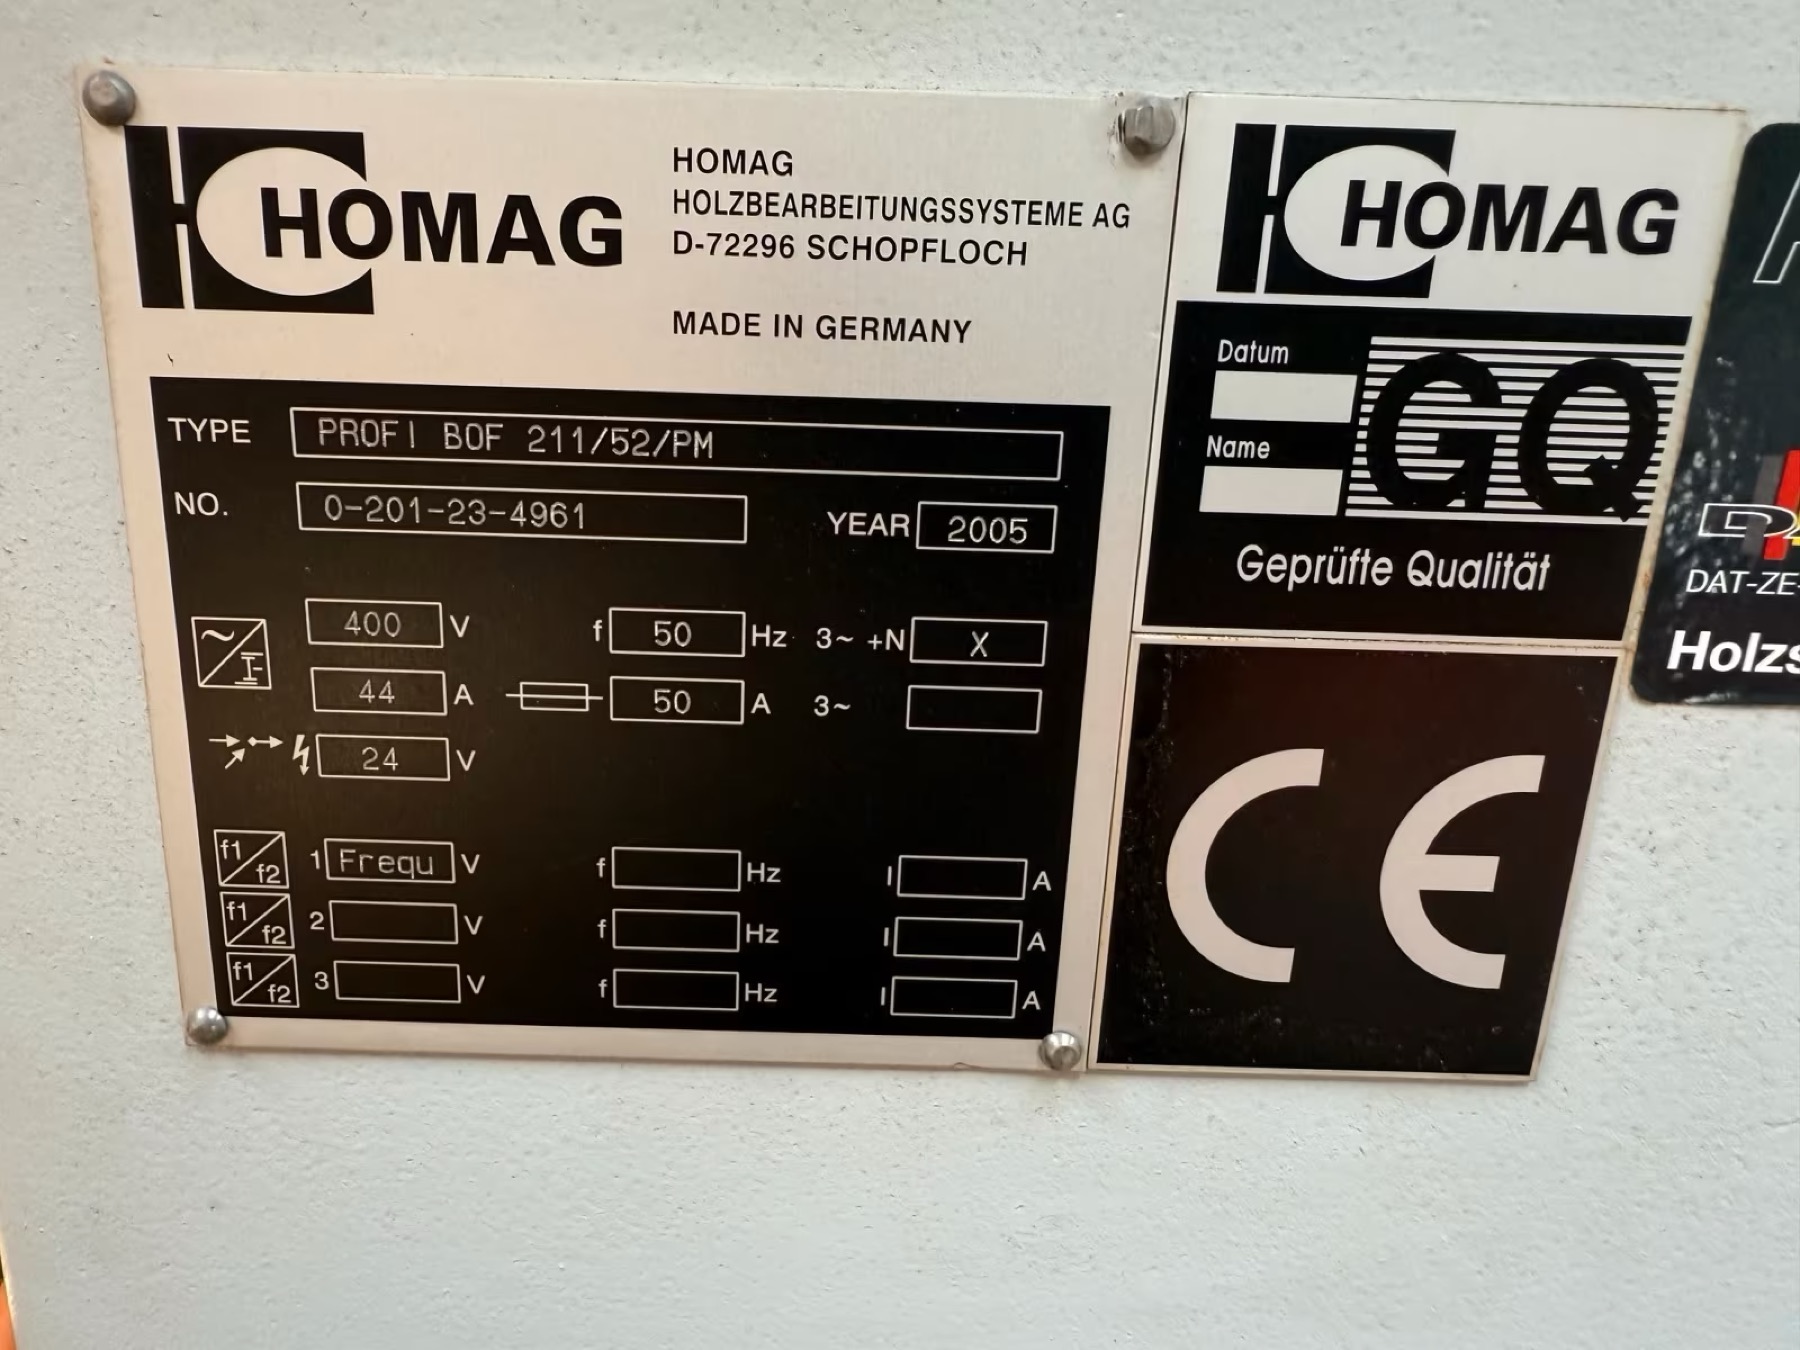 HOMAG
HOMAG
HOLZBEARBEITUNGSSYSTEME AG
D-72296 SCHOPFLOCH
MADE IN GERMANY
TYPE PROFI BOF 211/52/PM
NO. 0-201-23-4961 YEAR 2005
400 V f 50 Hz 3~ +N X
44 A 50 A 3~
24 V
f1/f2 1 Frequ V f Hz I A
f1/f2 2 V f Hz I A
f1/f2 3 V f Hz I A
HOMAG
Datum
Name
GQ
Geprüfte Qualität
CE
DAT-ZE-
Holzs